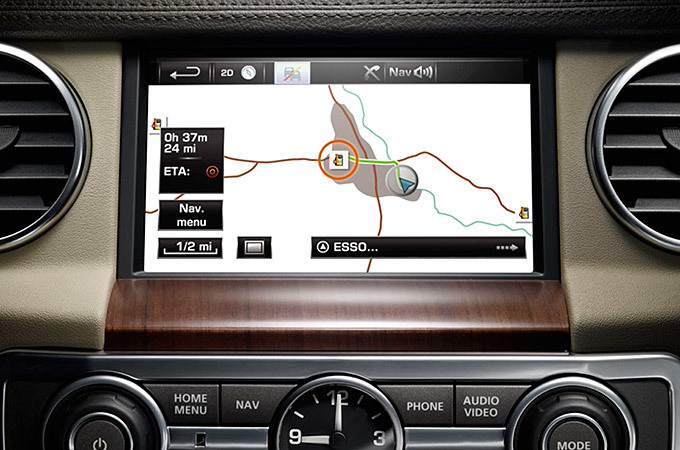 2D
Nav
0h 37m
24 mi
ETA:
Nav.
menu
1/2 mi
ESSO...
HOME
MENU
NAV
12
9
3
PHONE
AUDIO
VIDEO
MODE